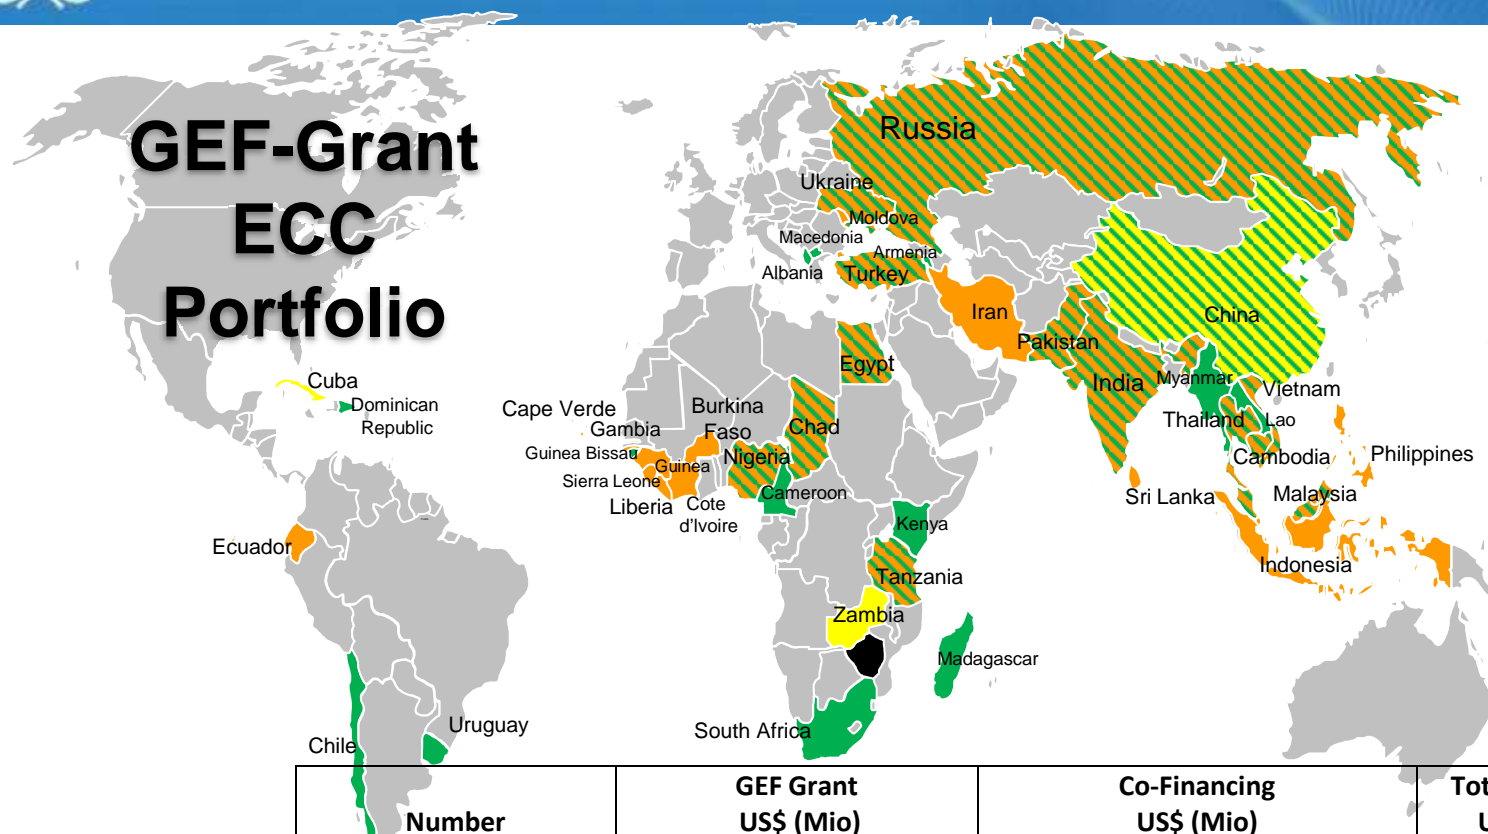 GEF-Grant
ECC
Portfolio
Russia
Ukraine
Moldova
Macedonia
Armenia
Albania
Turkey
Iran
China
Pakistan
Egypt
India
Myanmar
Vietnam
Cuba
Dominican
Republic
Cape Verde
Burkina
Faso
Gambia
Chad
Thailand
Lao
Guinea Bissau
Guinea
Nigeria
Cambodia
Philippines
Sierra Leone
Cameroon
Sri Lanka
Malaysia
Liberia
Cote
d'Ivoire
Kenya
Ecuador
Indonesia
Tanzania
Zambia
Madagascar
South Africa
Uruguay
Chile
Number
GEF Grant
US$ (Mio)
Co-Financing
US$ (Mio)
Tot
U